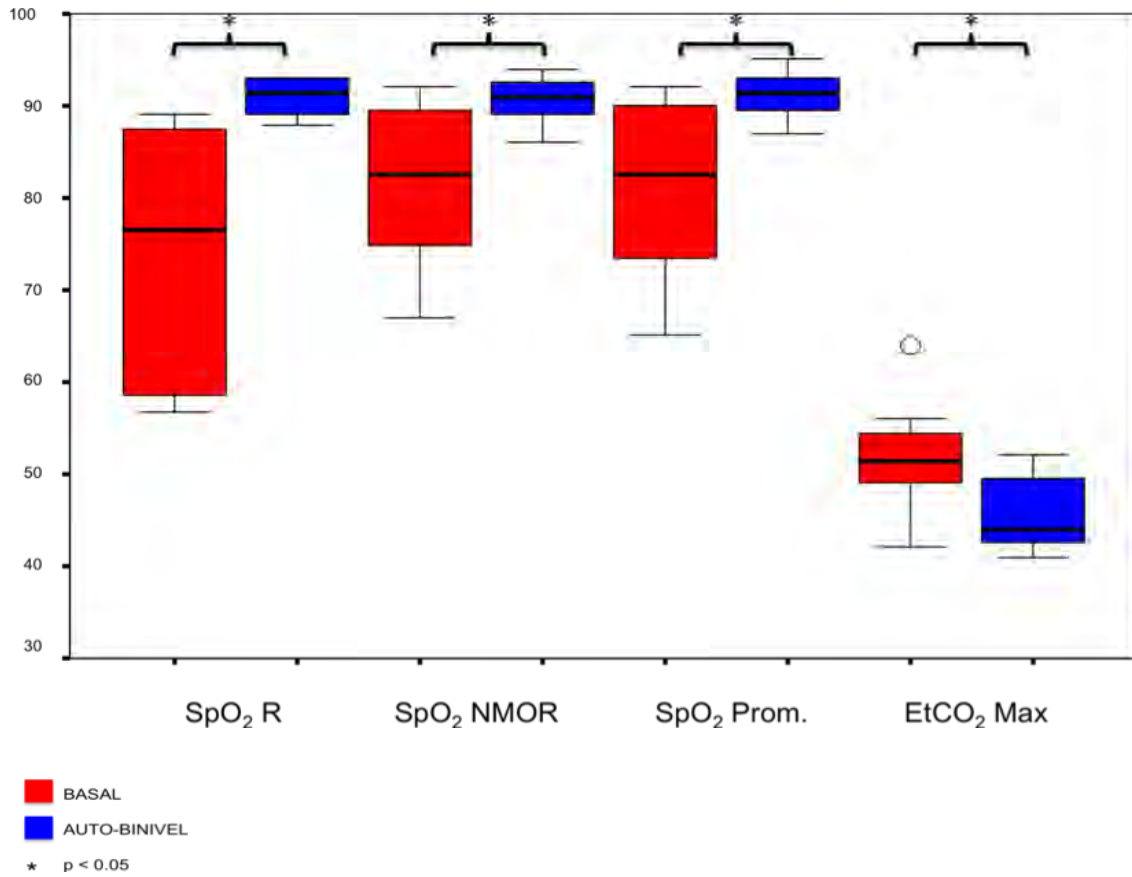 100
* * * *
90
80
70
60
50
40
30
SpO₂ R SpO₂ NMOR SpO₂ Prom. EtCO₂ Max
BASAL
AUTO-BINIVEL
* p < 0.05